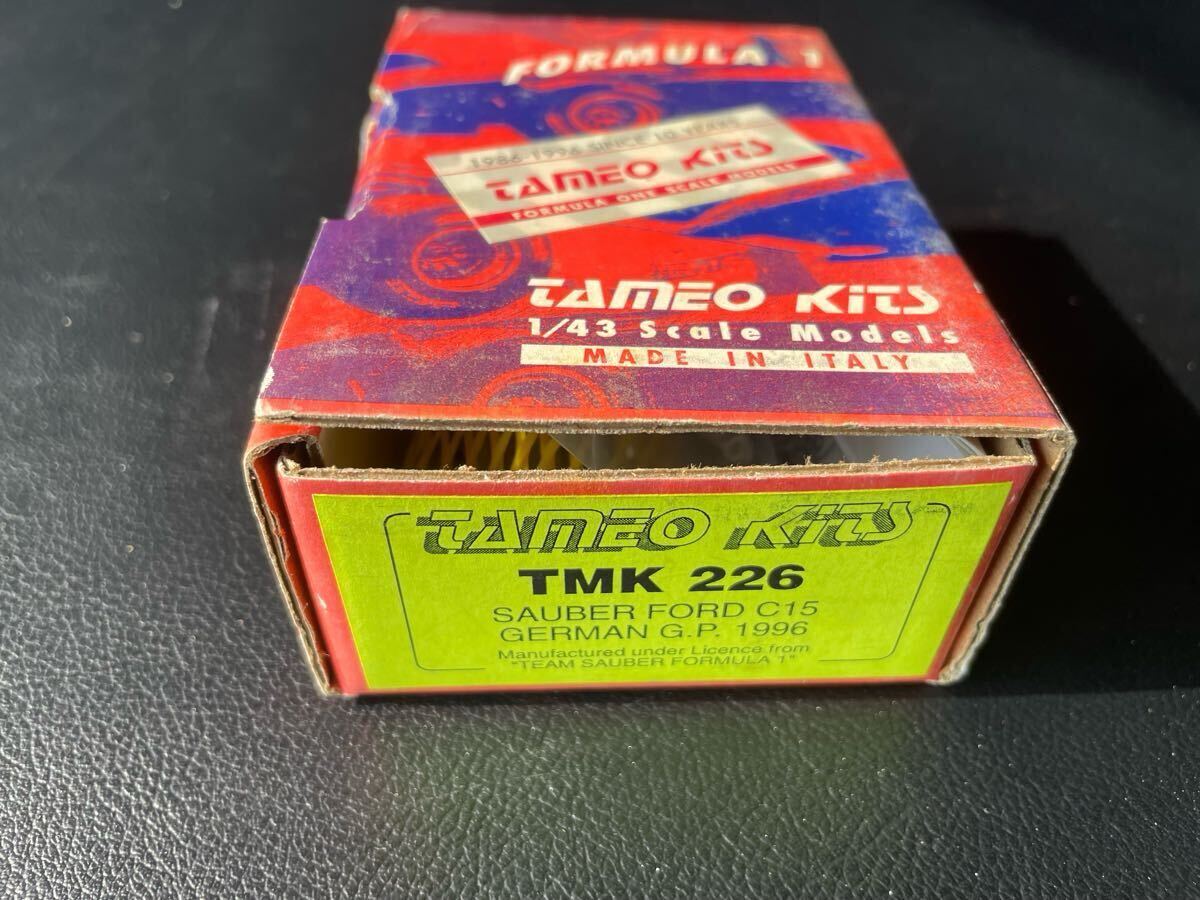 FORMULA 1
1986-1996 SINCE 10 YEARS
TAMEO KiTS
FORMULA ONE SCALE MODELS
TAMEO KiTS
1/43 Scale Models
MADE IN ITALY
TAMEO KiTS
TMK 226
SAUBER FORD C15
GERMAN G.P. 1996
Manufactured under Licence from
"TEAM SAUBER FORMULA 1"